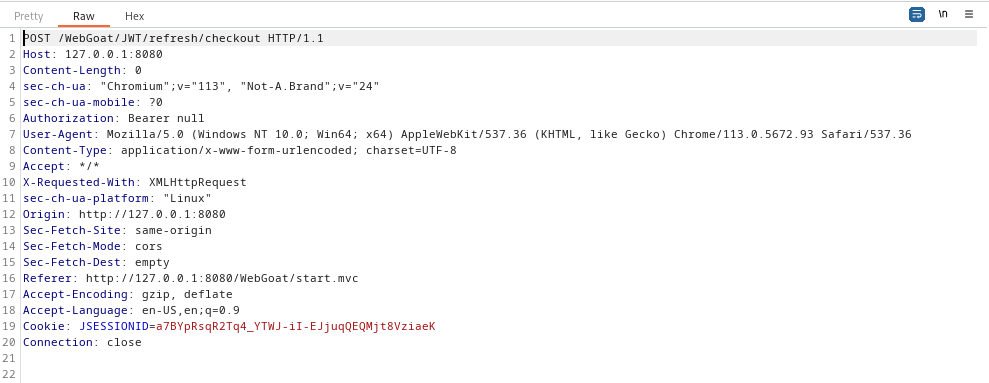 Pretty Raw Hex \n
1 POST /WebGoat/JWT/refresh/checkout HTTP/1.1
2 Host: 127.0.0.1:8080
3 Content-Length: 0
4 sec-ch-ua: "Chromium";v="113", "Not-A.Brand";v="24"
5 sec-ch-ua-mobile: ?0
6 Authorization: Bearer null
7 User-Agent: Mozilla/5.0 (Windows NT 10.0; Win64; x64) AppleWebKit/537.36 (KHTML, like Gecko) Chrome/113.0.5672.93 Safari/537.36
8 Content-Type: application/x-www-form-urlencoded; charset=UTF-8
9 Accept: */*
10 X-Requested-With: XMLHttpRequest
11 sec-ch-ua-platform: "Linux"
12 Origin: http://127.0.0.1:8080
13 Sec-Fetch-Site: same-origin
14 Sec-Fetch-Mode: cors
15 Sec-Fetch-Dest: empty
16 Referer: http://127.0.0.1:8080/WebGoat/start.mvc
17 Accept-Encoding: gzip, deflate
18 Accept-Language: en-US,en;q=0.9
19 Cookie: JSESSIONID=a7BYpRsqR2Tq4_YTWJ-iI-EJjuqQEQMjt8VziaeK
20 Connection: close
21
22